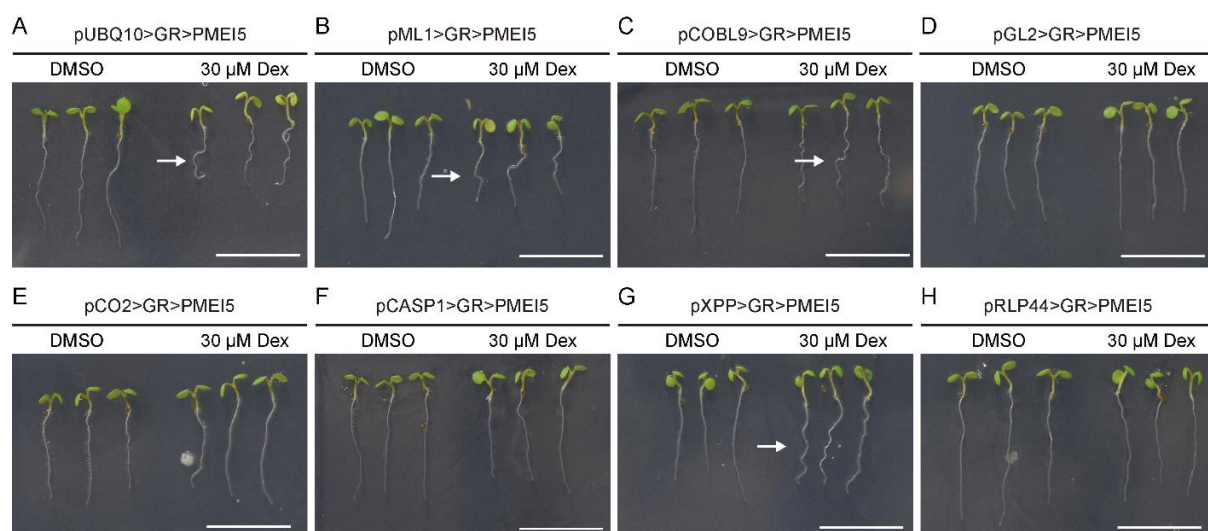 A pUBQ10>GR>PMEI5
DMSO 30 µM Dex
B pML1>GR>PMEI5
DMSO 30 µM Dex
C pCOBL9>GR>PMEI5
DMSO 30 µM Dex
D pGL2>GR>PMEI5
DMSO 30 µM Dex
E pCO2>GR>PMEI5
DMSO 30 µM Dex
F pCASP1>GR>PMEI5
DMSO 30 µM Dex
G pXPP>GR>PMEI5
DMSO 30 µM Dex
H pRLP44>GR>PMEI5
DMSO 30 µM Dex